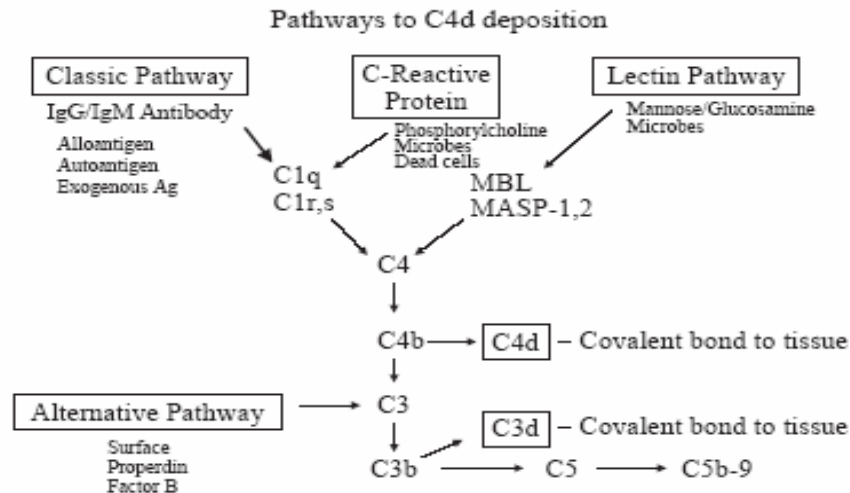 Pathways to C4d deposition
Classic Pathway
IgG/IgM Antibody
Alloantigen
Autoantigen
Exogenous Ag
C-Reactive
Protein
Phosphorylcholine
Microbes
Dead cells
Lectin Pathway
Mannose/Glucosamine
Microbes
C1q
C1r,s
MBL
MASP-1,2
C4
C4b
C4d – Covalent bond to tissue
Alternative Pathway
Surface
Properdin
Factor B
C3
C3d – Covalent bond to tissue
C3b
C5
C5b-9